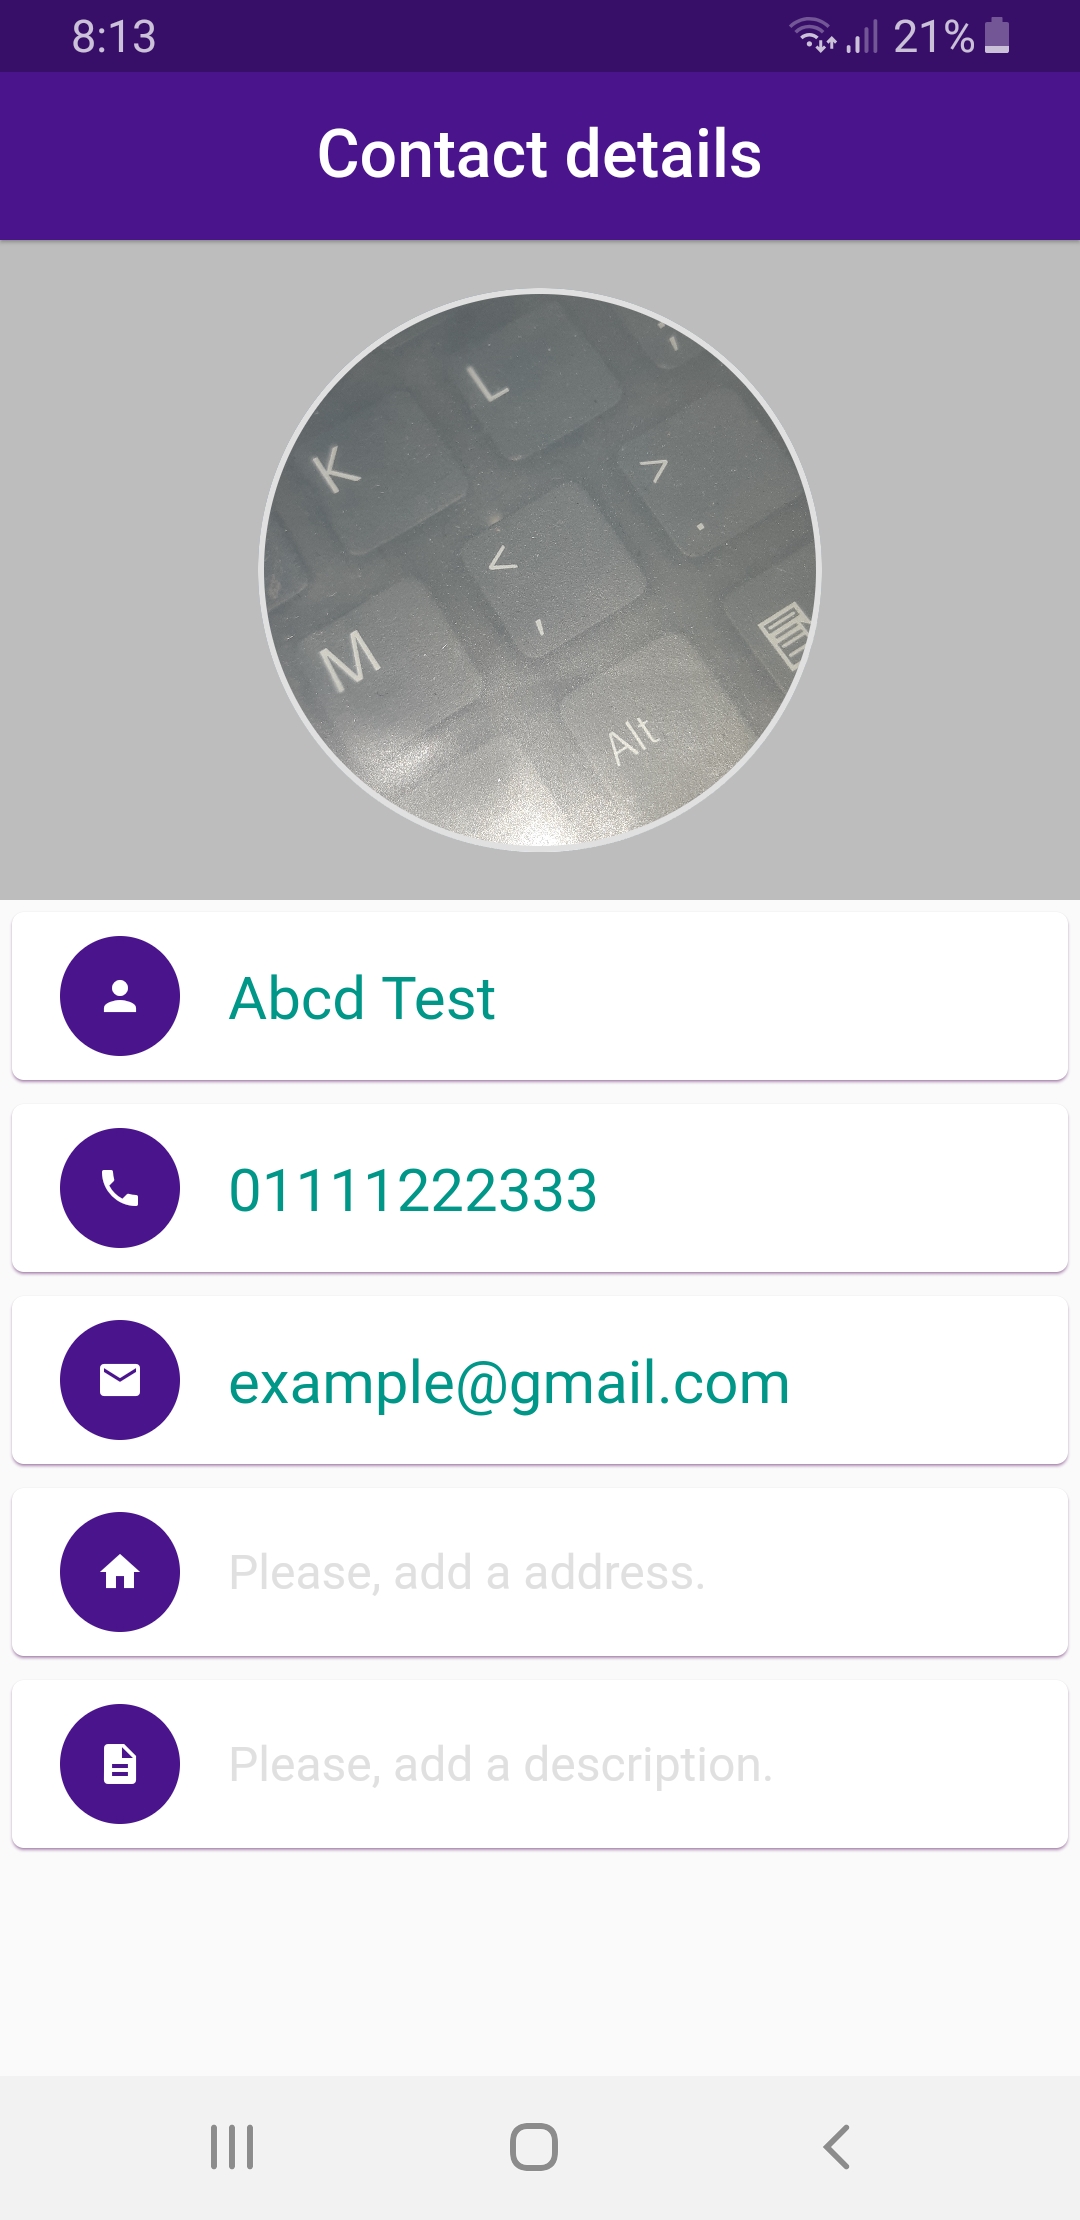 8:13
21%
Contact details
L
;
K
>
.
<
,
M
Alt
Abcd Test
01111222333
example@gmail.com
Please, add a address.
Please, add a description.